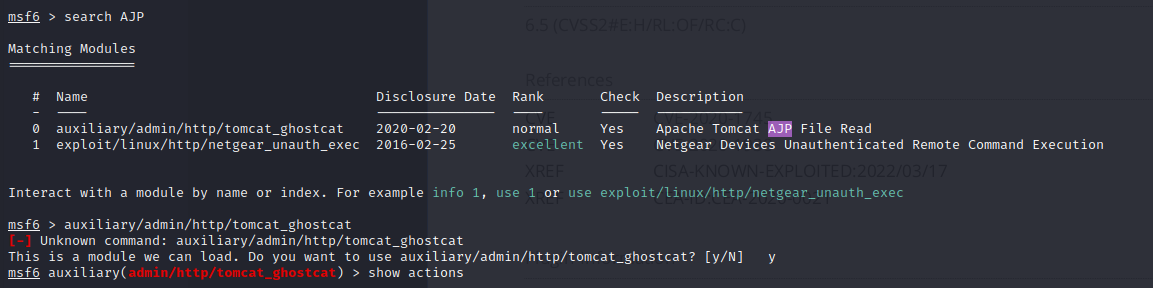 msf6 > search AJP
6.5 (CVSS2#E:H/RL:OF/RC:C)
Matching Modules
================
References
# Name Disclosure Date Rank Check Description
- ---- --------------- ---- ----- -----------
0 auxiliary/admin/http/tomcat_ghostcat 2020-02-20 normal Yes Apache Tomcat AJP File Read
1 exploit/linux/http/netgear_unauth_exec 2016-02-25 excellent Yes Netgear Devices Unauthenticated Remote Command Execution
XREF CISA-KNOWN-EXPLOITED:2022/03/17
Interact with a module by name or index. For example info 1, use 1 or use exploit/linux/http/netgear_unauth_exec
XREF
msf6 > auxiliary/admin/http/tomcat_ghostcat
[-] Unknown command: auxiliary/admin/http/tomcat_ghostcat
This is a module we can load. Do you want to use auxiliary/admin/http/tomcat_ghostcat? [y/N] y
msf6 auxiliary(admin/http/tomcat_ghostcat) > show actions